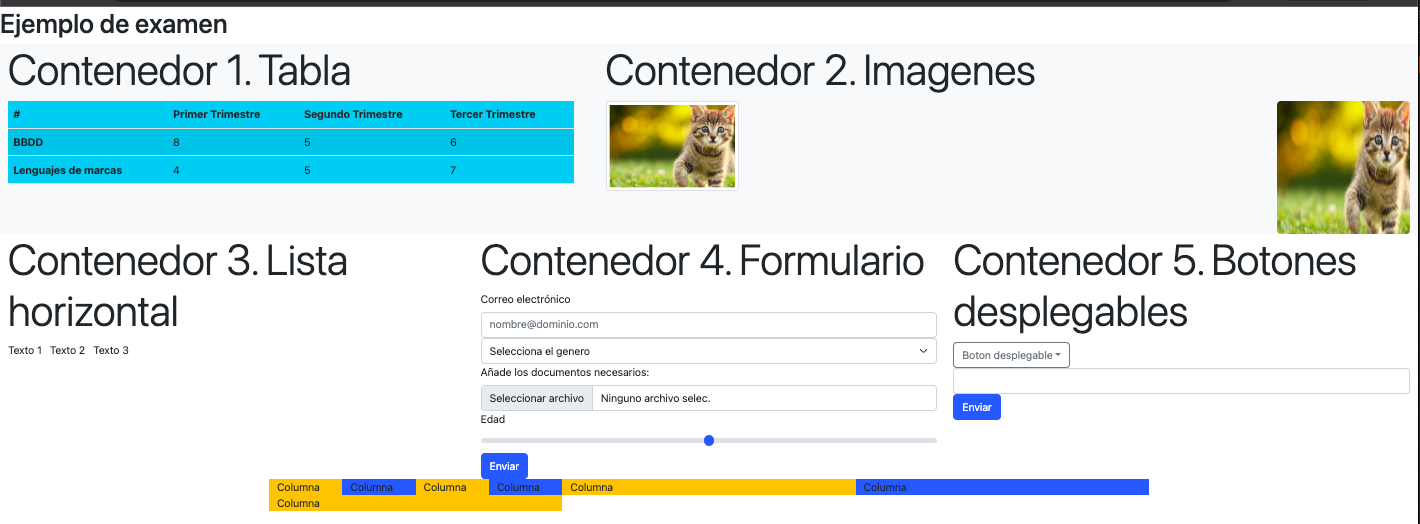 Ejemplo de examen
Contenedor 1. Tabla
# Primer Trimestre Segundo Trimestre Tercer Trimestre
BBDD 8 5 6
Lenguajes de marcas 4 5 7
Contenedor 2. Imagenes
Contenedor 3. Lista
horizontal
Texto 1 Texto 2 Texto 3
Contenedor 4. Formulario
Correo electrónico
nombre@dominio.com
Selecciona el genero
Añade los documentos necesarios:
Seleccionar archivo Ninguno archivo selec.
Edad
Enviar
Contenedor 5. Botones
desplegables
Boton desplegable
Enviar
Columna Columna Columna Columna Columna Columna
Columna